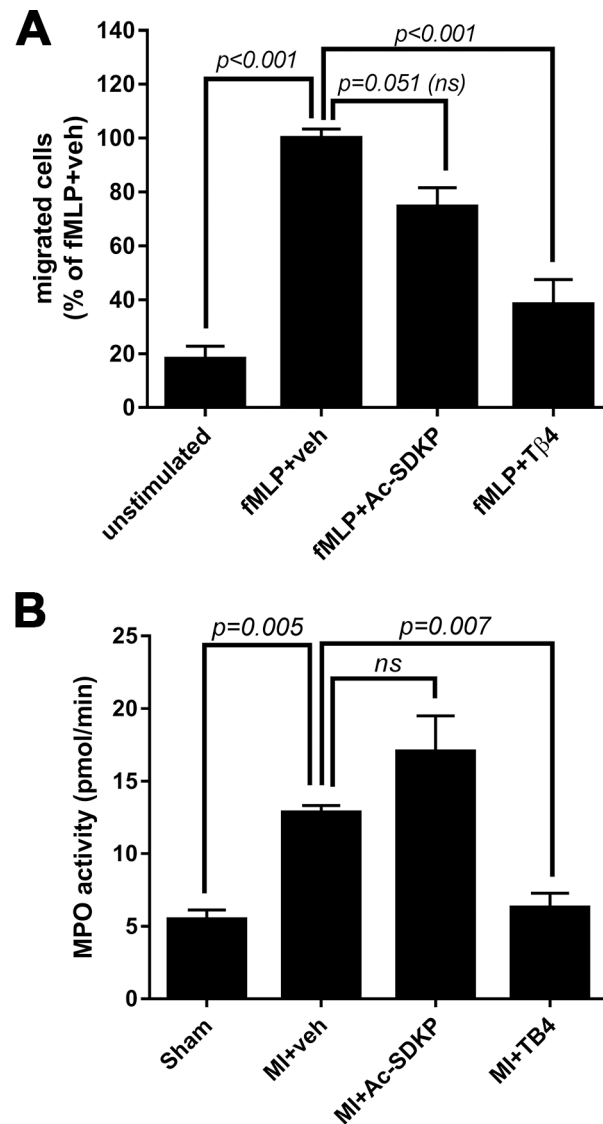 A
p<0.001
p<0.001
p=0.051 (ns)
migrated cells
(% of fMLP+veh)
140
120
100
80
60
40
20
0
unstimulated
fMLP+veh
fMLP+Ac-SDKP
fMLP+Tβ4
B
p=0.005
p=0.007
ns
MPO activity (pmol/min)
25
20
15
10
5
0
Sham
MI+veh
MI+Ac-SDKP
MI+TB4